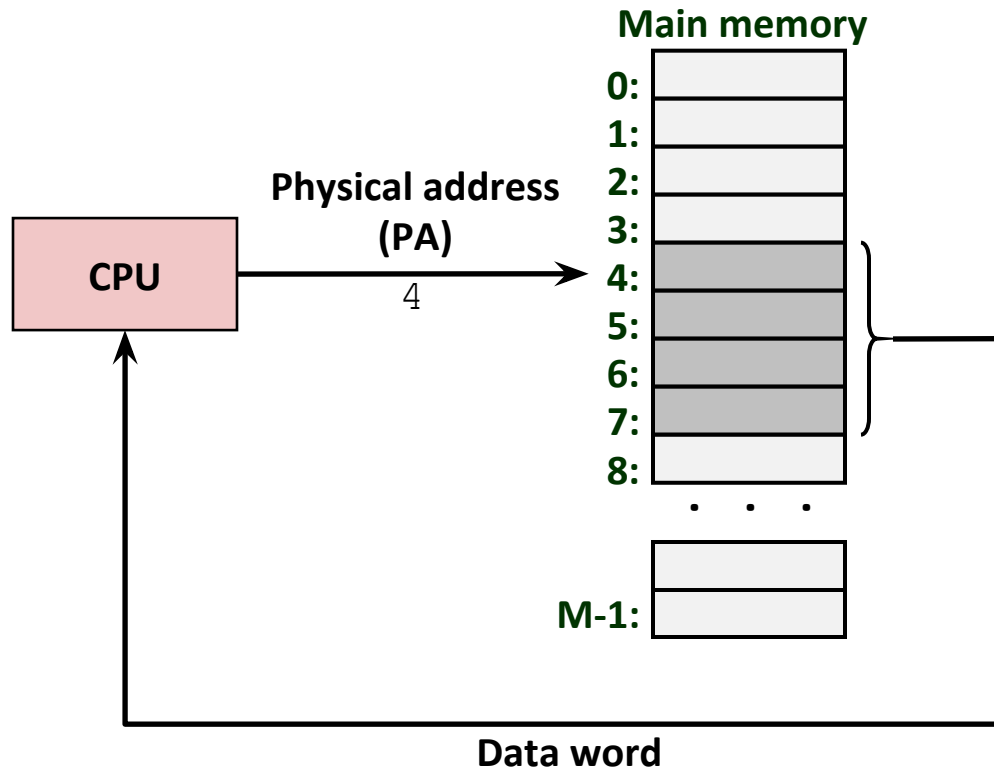 Main memory
0:
1:
2:
3:
4:
5:
6:
7:
8:
. . .
M-1:
Physical address
(PA)
4
CPU
Data word